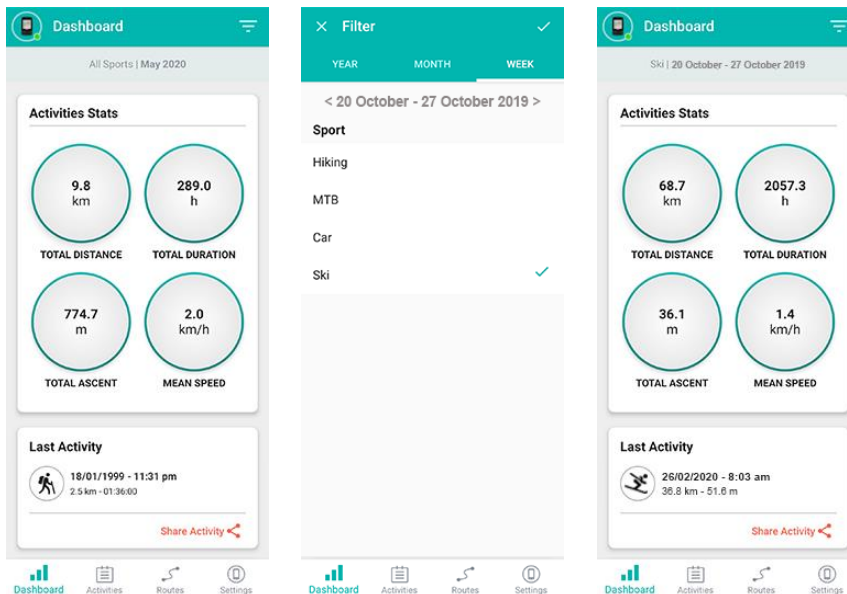 Dashboard
All Sports | May 2020
Activities Stats
9.8
km
289.0
h
TOTAL DISTANCE
TOTAL DURATION
774.7
m
2.0
km/h
TOTAL ASCENT
MEAN SPEED
Last Activity
18/01/1999 - 11:31 pm
2.5 km - 01:36:00
Share Activity
Dashboard
Activities
Routes
Settings
Filter
YEAR
MONTH
WEEK
< 20 October - 27 October 2019 >
Sport
Hiking
MTB
Car
Ski
Dashboard
Activities
Routes
Settings
Dashboard
Ski | 20 October - 27 October 2019
Activities Stats
68.7
km
2057.3
h
TOTAL DISTANCE
TOTAL DURATION
36.1
m
1.4
km/h
TOTAL ASCENT
MEAN SPEED
Last Activity
26/02/2020 - 8:03 am
36.8 km - 51.6 m
Share Activity
Dashboard
Activities
Routes
Settings